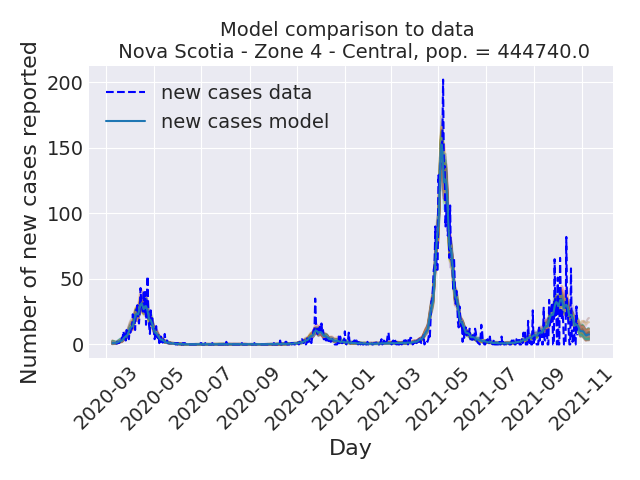 Model comparison to data
Nova Scotia - Zone 4 - Central, pop. = 444740.0
Number of new cases reported
200
150
100
50
0
new cases data
new cases model
2020-03
2020-05
2020-07
2020-09
2020-11
2021-01
2021-03
2021-05
2021-07
2021-09
2021-11
Day